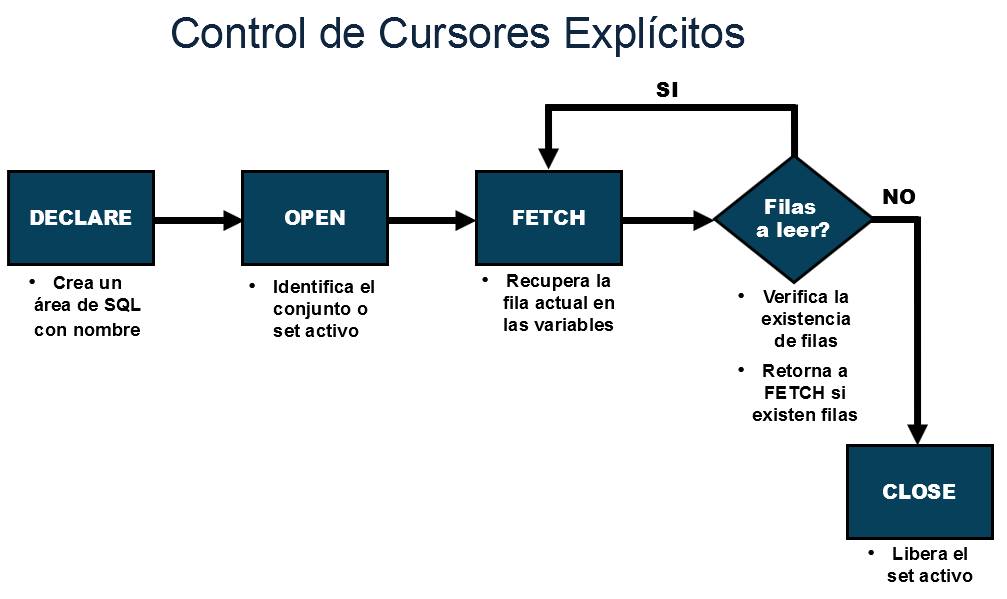 Control de Cursores Explícitos
SI
DECLARE
OPEN
FETCH
Filas
a leer?
NO
• Crea un
área de SQL
con nombre
• Identifica el
conjunto o
set activo
• Recupera la
fila actual en
las variables
• Verifica la
existencia
de filas
• Retorna a
FETCH si
existen filas
CLOSE
• Libera el
set activo